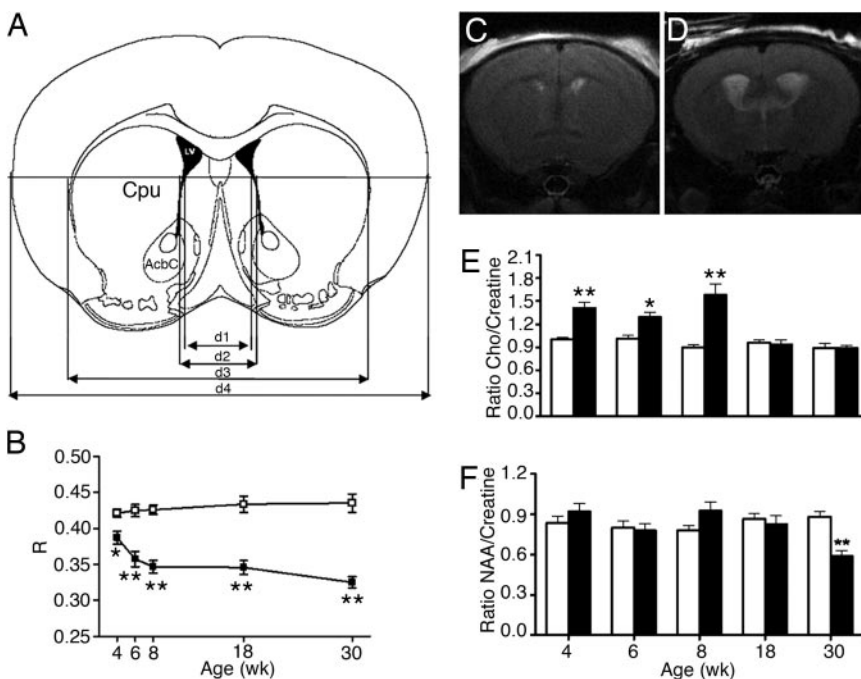 A
LV
Cpu
AcbC
d1
d2
d3
d4
B
0.50
0.45
0.40
0.35
0.30
0.25
R
*
**
**
**
**
4 6 8 18 30
Age (wk)
C
D
E
Ratio Cho/Creatine
1.8
1.5
1.2
0.9
0.6
0.3
0.0
**
*
**
F
Ratio NAA/Creatine
1.2
0.9
0.6
0.3
0.0
**
4 6 8 18 30
Age (wk)